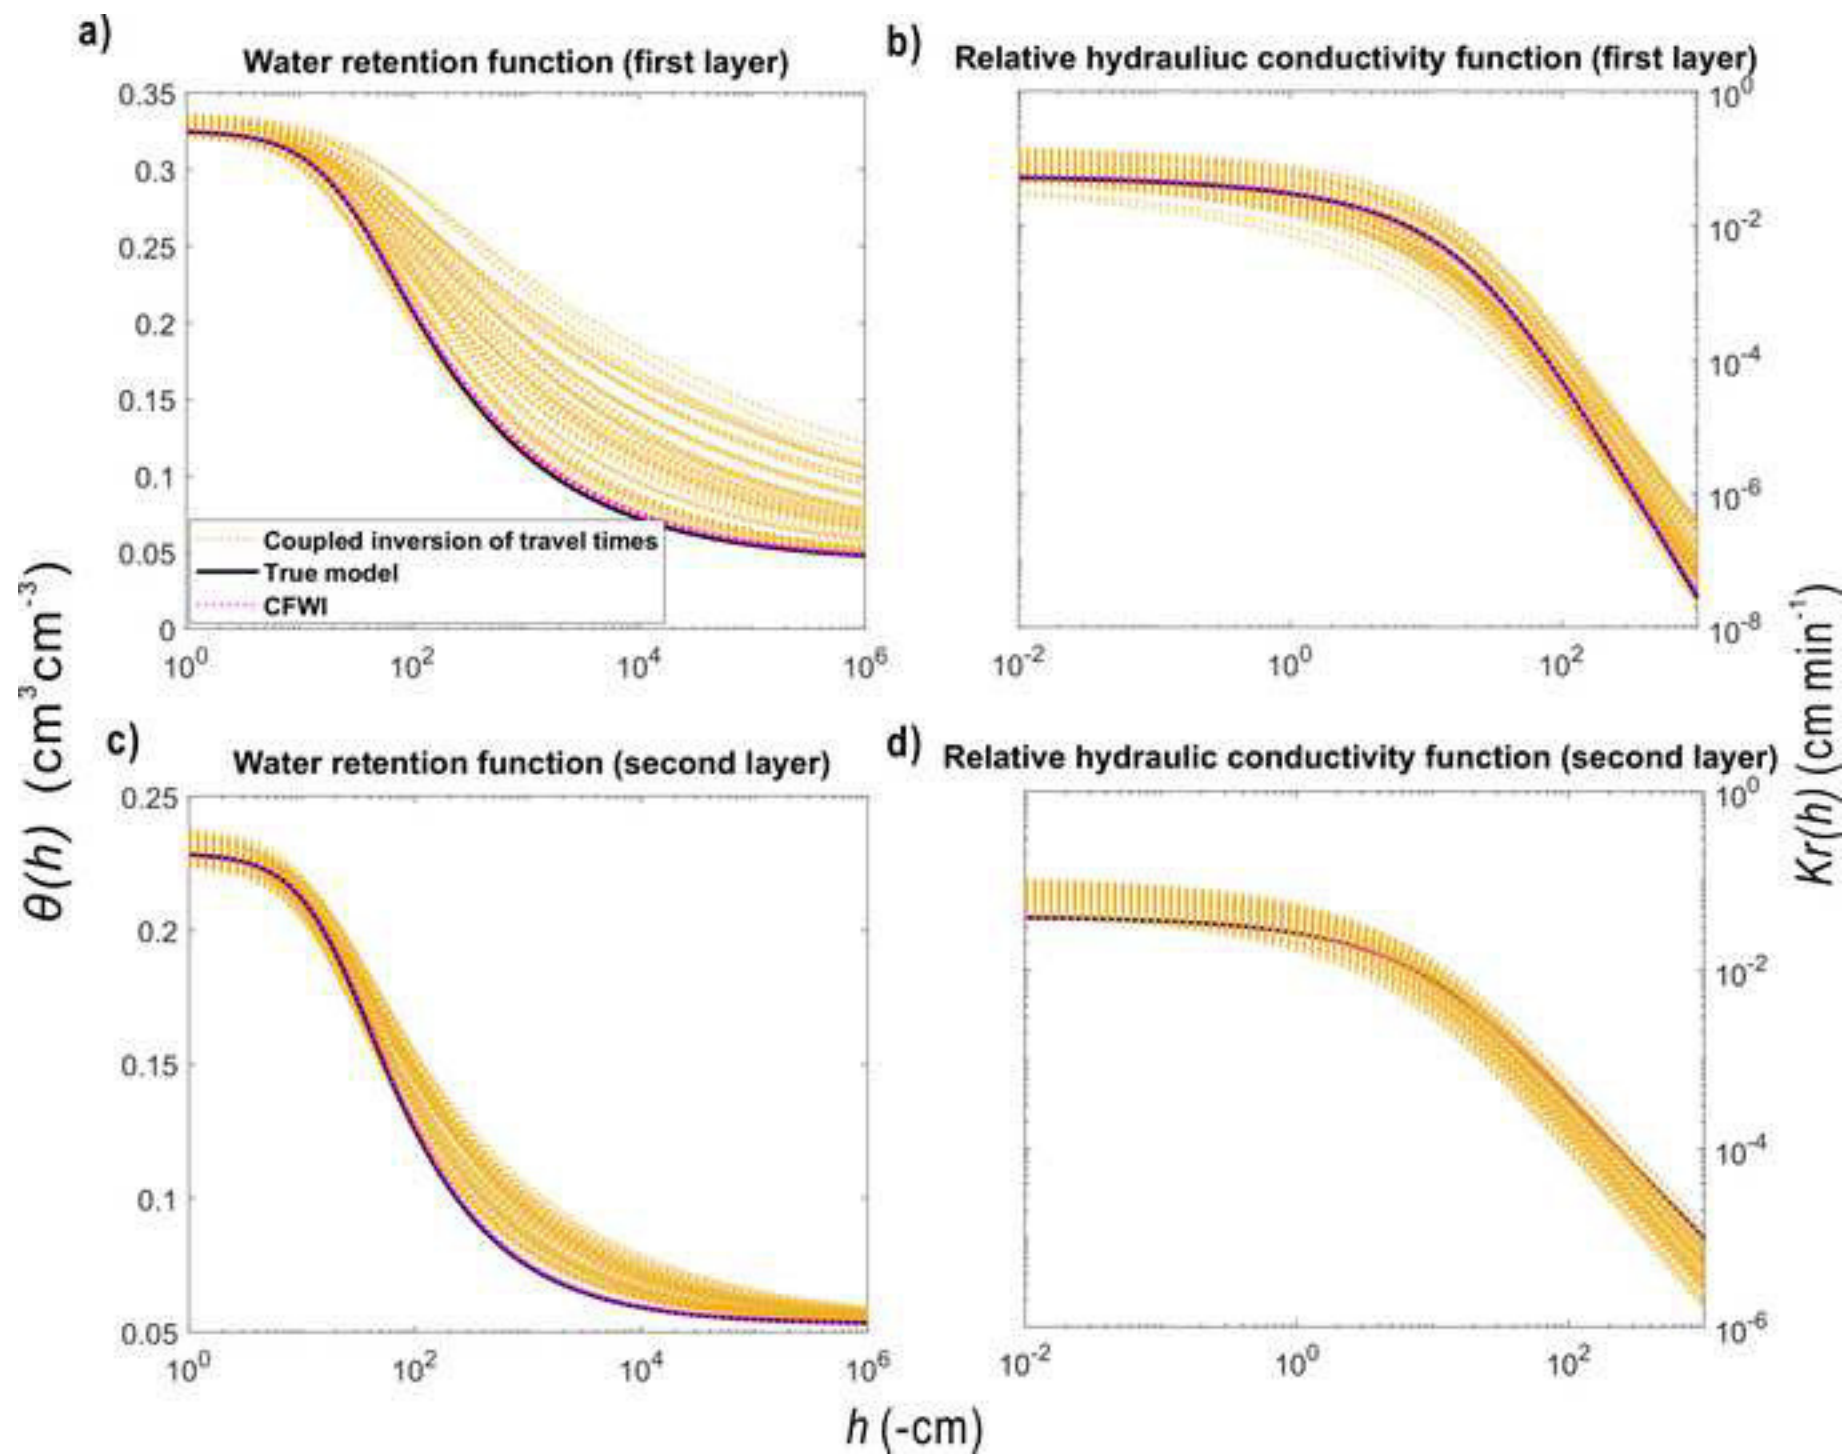 a)
Water retention function (first layer)
0.35
0.3
0.25
0.2
0.15
0.1
0.05
0
10^0
10^2
10^4
10^6
Coupled inversion of travel times
True model
CFWI
b)
Relative hydrauliuc conductivity function (first layer)
10^0
10^-2
10^-4
10^-6
10^-8
10^-2
10^0
10^2
c)
Water retention function (second layer)
0.25
0.2
0.15
0.1
0.05
10^0
10^2
10^4
10^6
d)
Relative hydraulic conductivity function (second layer)
10^0
10^-2
10^-4
10^-6
10^-2
10^0
10^2
θ(h) (cm³cm⁻³)
Kr(h) (cm min⁻¹)
h (-cm)